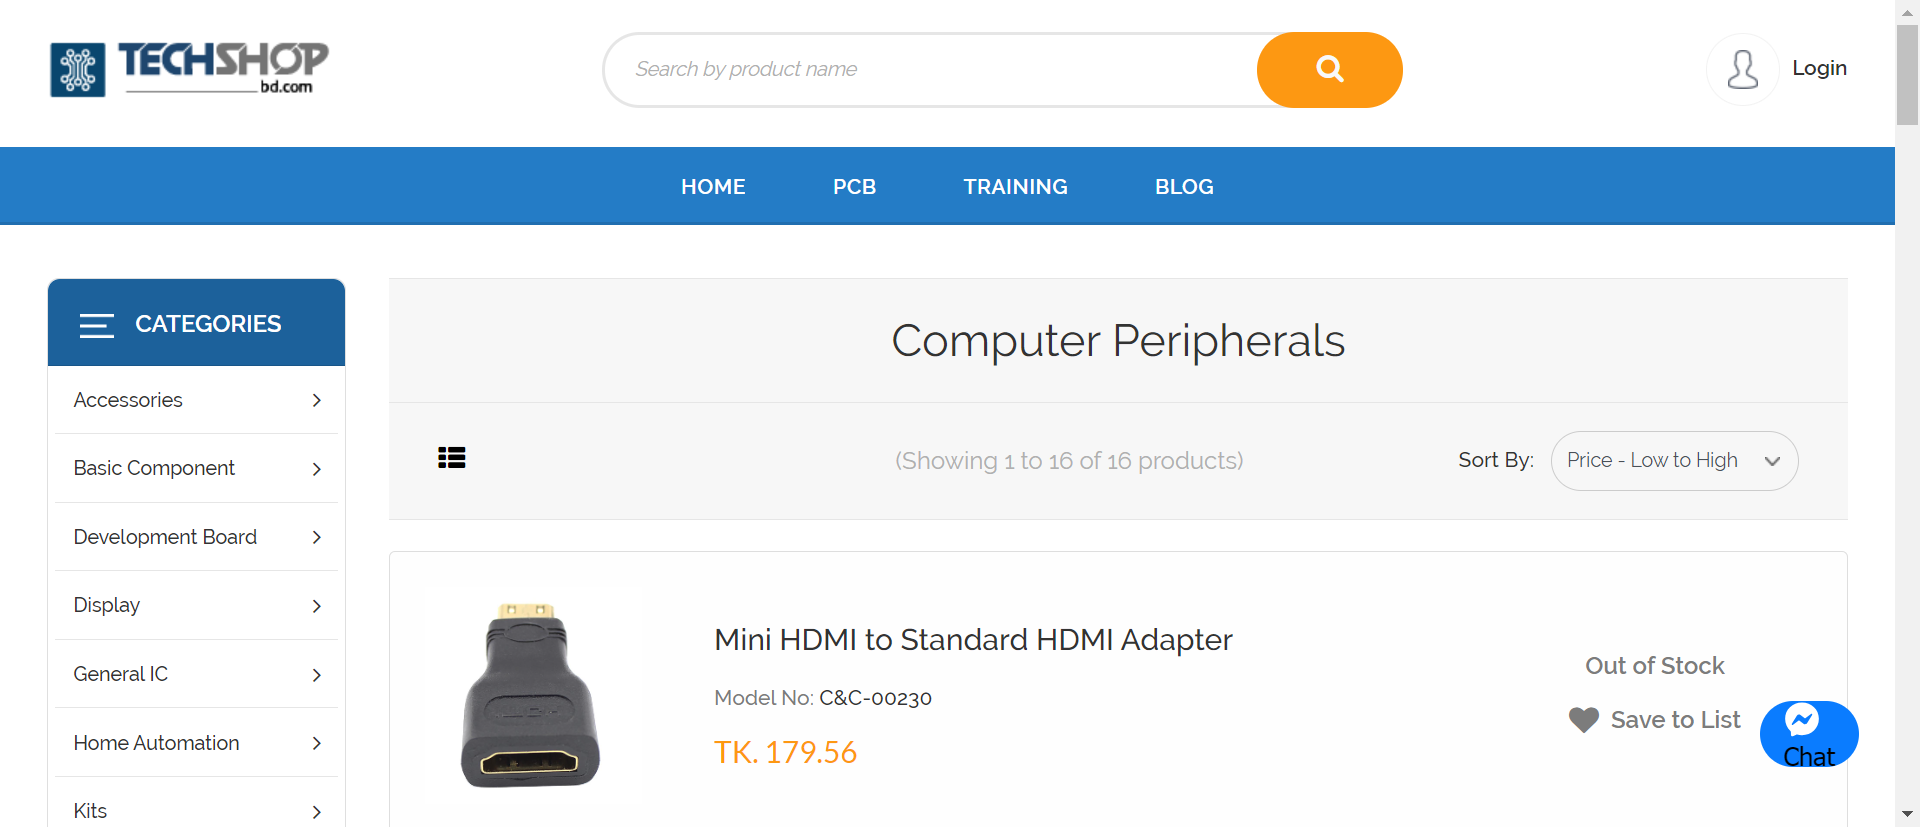 TECHSHOP
bd.com
Search by product name
Login
HOME PCB TRAINING BLOG
CATEGORIES
Accessories
Basic Component
Development Board
Display
General IC
Home Automation
Kits
Computer Peripherals
(Showing 1 to 16 of 16 products)
Sort By: Price - Low to High
Mini HDMI to Standard HDMI Adapter
Model No: C&C-00230
TK. 179.56
Out of Stock
Save to List
Chat